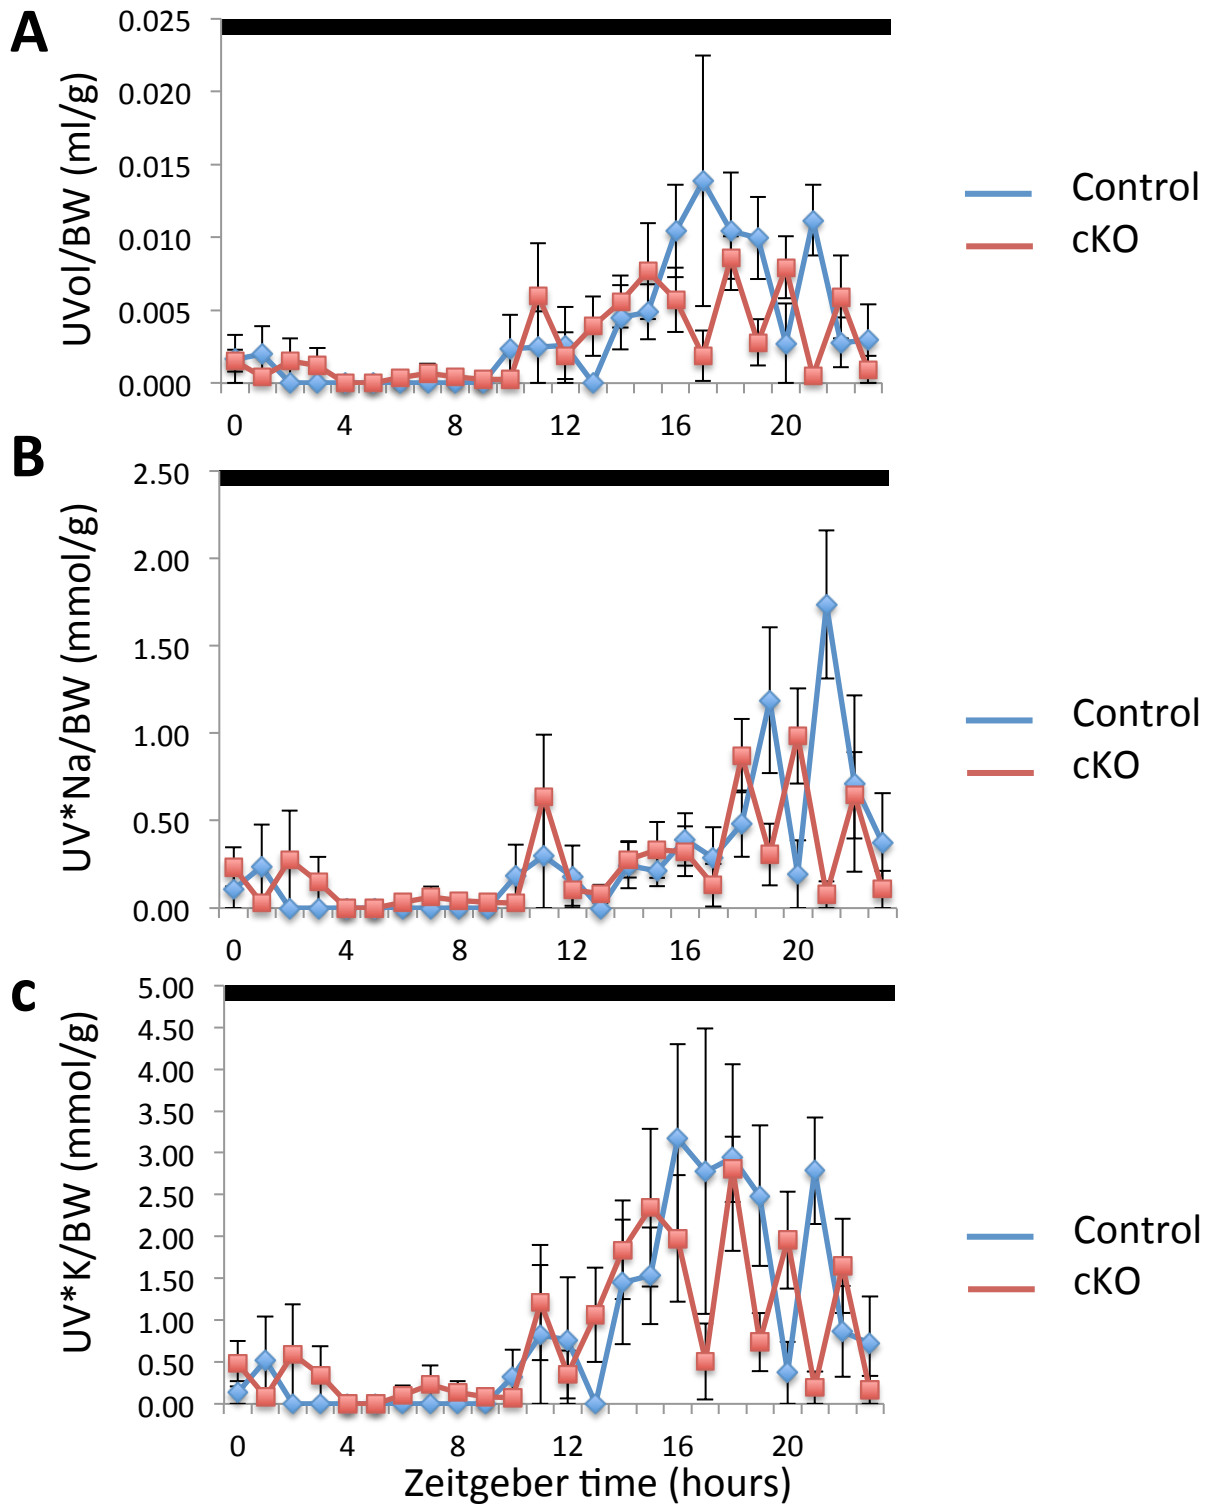 A
UVol/BW (ml/g)
0.025
0.020
0.015
0.010
0.005
0.000
0 4 8 12 16 20
Control
cKO
B
UV*Na/BW (mmol/g)
2.50
2.00
1.50
1.00
0.50
0.00
0 4 8 12 16 20
Control
cKO
c
UV*K/BW (mmol/g)
5.00
4.50
4.00
3.50
3.00
2.50
2.00
1.50
1.00
0.50
0.00
0 4 8 12 16 20
Control
cKO
Zeitgeber time (hours)